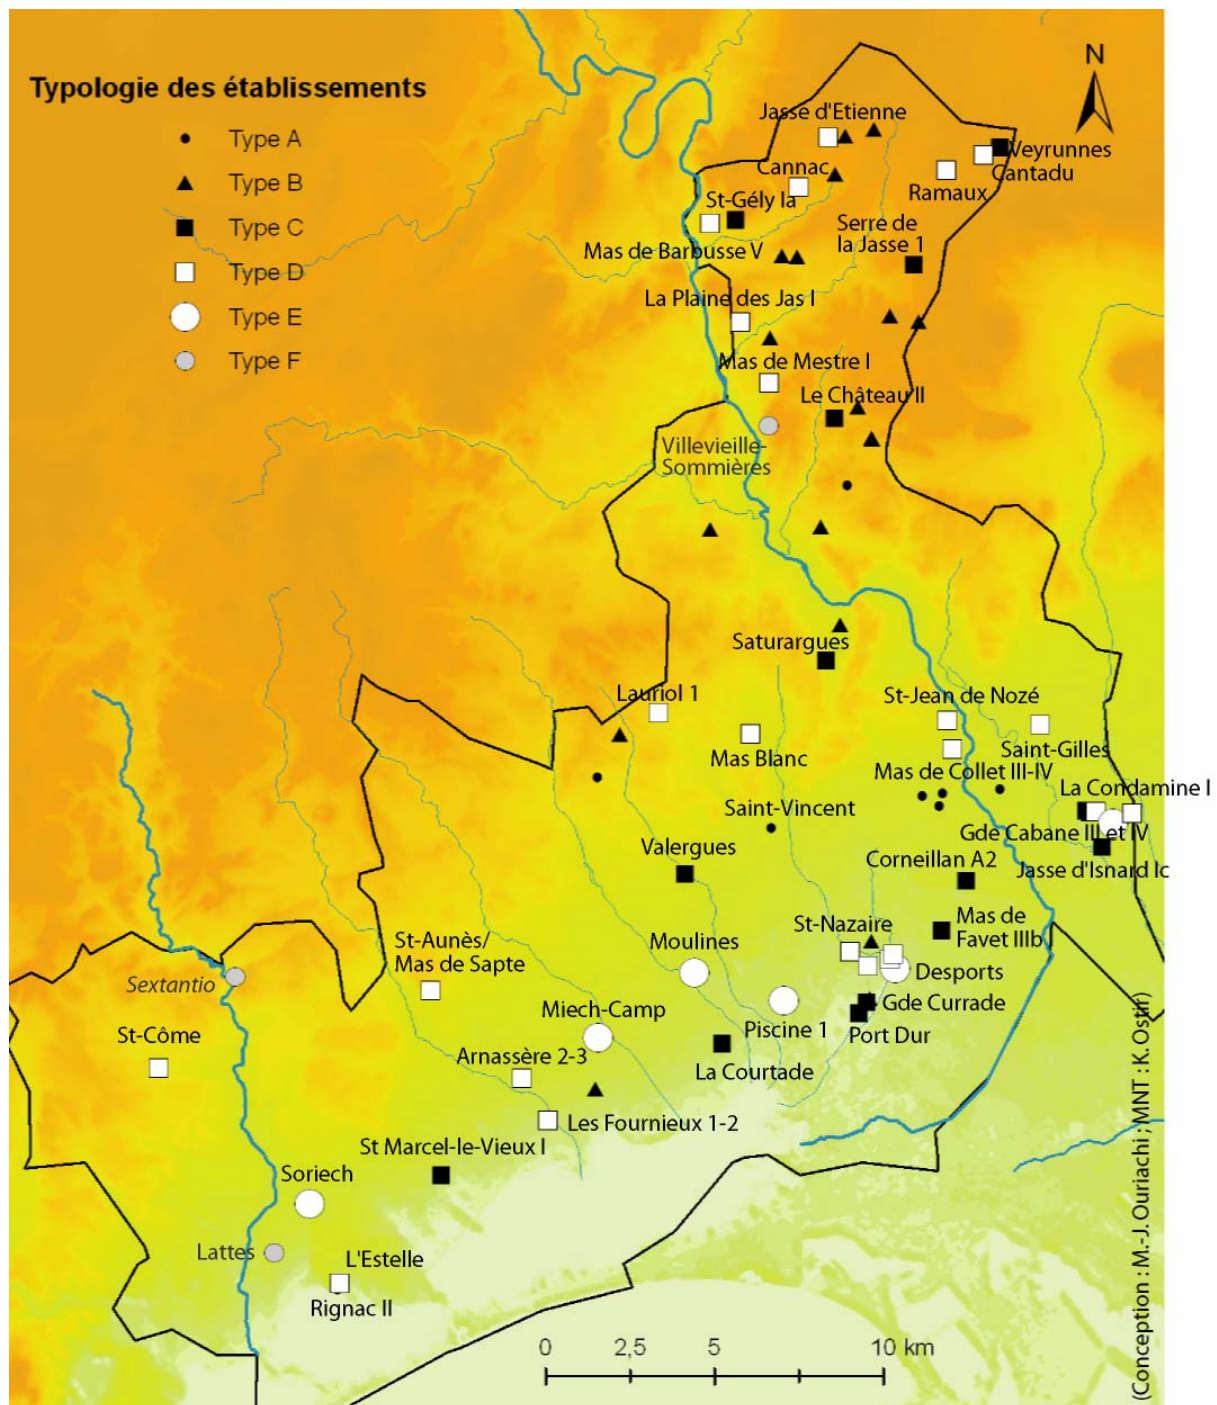 Typologie des établissements
Type A
Type B
Type C
Type D
Type E
Type F
N
Jasse d'Etienne
Veyrunnes
Cantadu
Cannac
Ramaux
St-Gély Ia
Serre de
la Jasse 1
Mas de Barbusse V
La Plaine des Jas I
Mas de Mestre I
Le Château II
Villevieille-
Sommières
Saturargues
Lauriol 1
St-Jean de Nozé
Mas Blanc
Saint-Gilles
Mas de Collet III-IV
La Condamine I
Saint-Vincent
Gde Cabane III et IV
Valergues
Corneillan A2
Jasse d'Isnard Ic
St-Nazaire
Mas de
Favet IIIb
St-Aunès/
Mas de Sapte
Moulines
Desports
Sextantio
Gde Currade
Miech-Camp
Piscine 1
Port Dur
St-Côme
Arnassère 2-3
La Courtade
Les Fournieux 1-2
St Marcel-le-Vieux I
Soriech
Lattes
L'Estelle
Rignac II
0 2,5 5 10 km
(Conception : M.-J. Ouriachi ; MNT : K. Ostir)